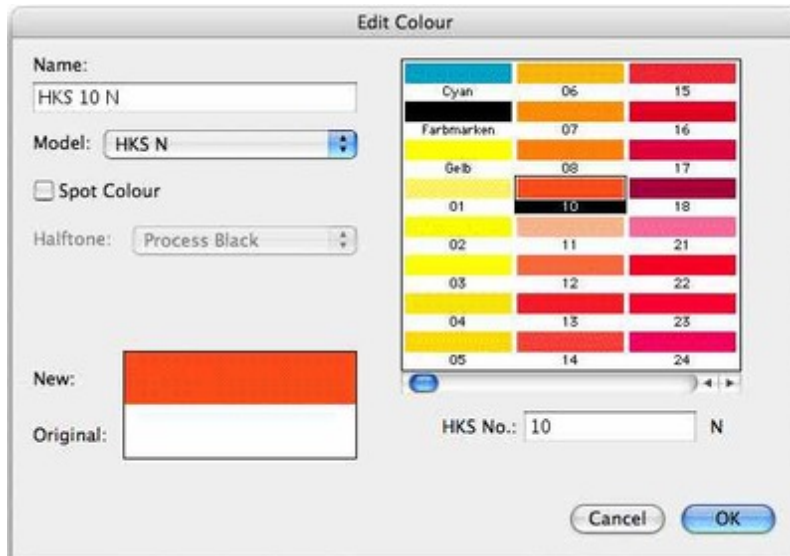 Edit Colour
Name:
HKS 10 N
Model: HKS N
Spot Colour
Halftone: Process Black
New:
Original:
Cyan 06 15
Farbmarken 07 16
Gelb 08 17
01 10 18
02 11 21
03 12 22
04 13 23
05 14 24
HKS No.: 10 N
Cancel OK